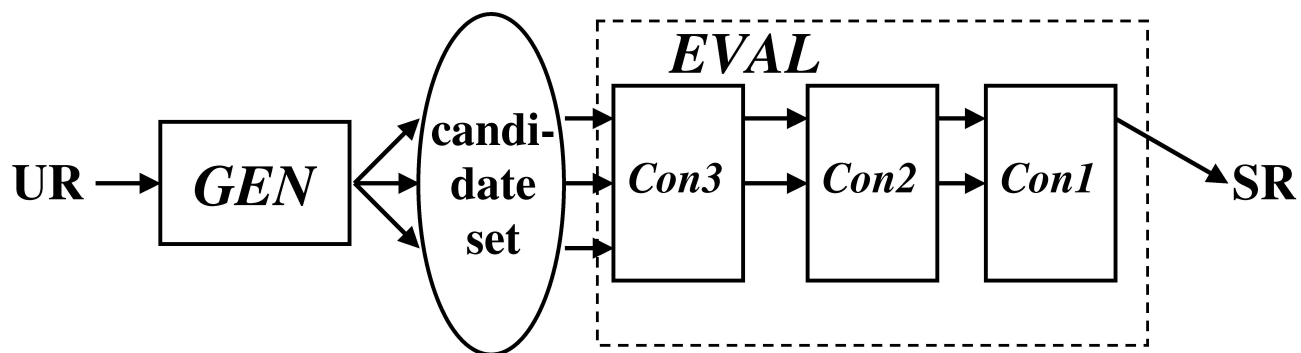 UR
GEN
candi-
date
set
EVAL
Con3
Con2
Con1
SR